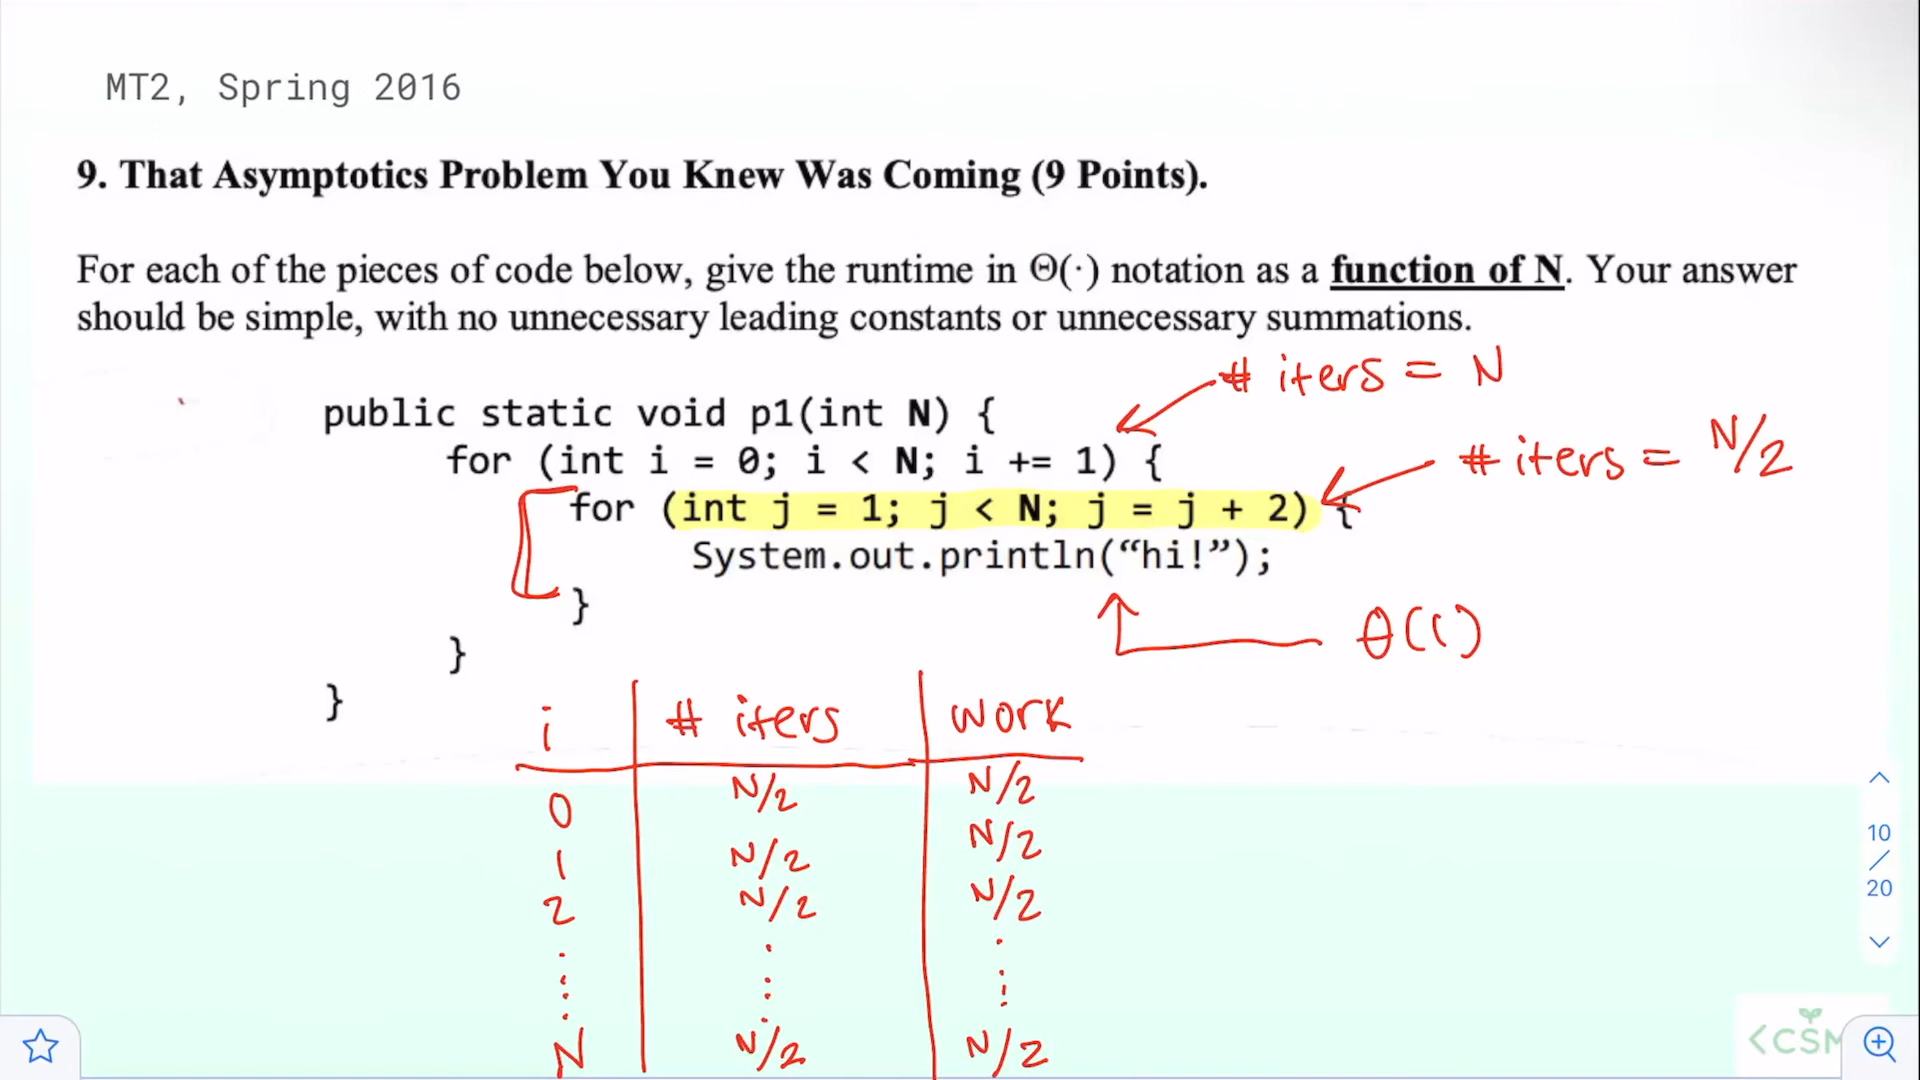 MT2, Spring 2016
9. That Asymptotics Problem You Knew Was Coming (9 Points).
For each of the pieces of code below, give the runtime in Θ(·) notation as a function of N. Your answer
should be simple, with no unnecessary leading constants or unnecessary summations.
# iters = N
public static void p1(int N) {
for (int i = 0; i < N; i += 1) {
# iters = N/2
for (int j = 1; j < N; j = j + 2) {
System.out.println(“hi!”);
}
θ(1)
}
}
i # iters work
0 N/2 N/2
1 N/2 N/2
2 N/2 N/2
⋮ ⋮ ⋮
N N/2 N/2
10
/
20
<CSM